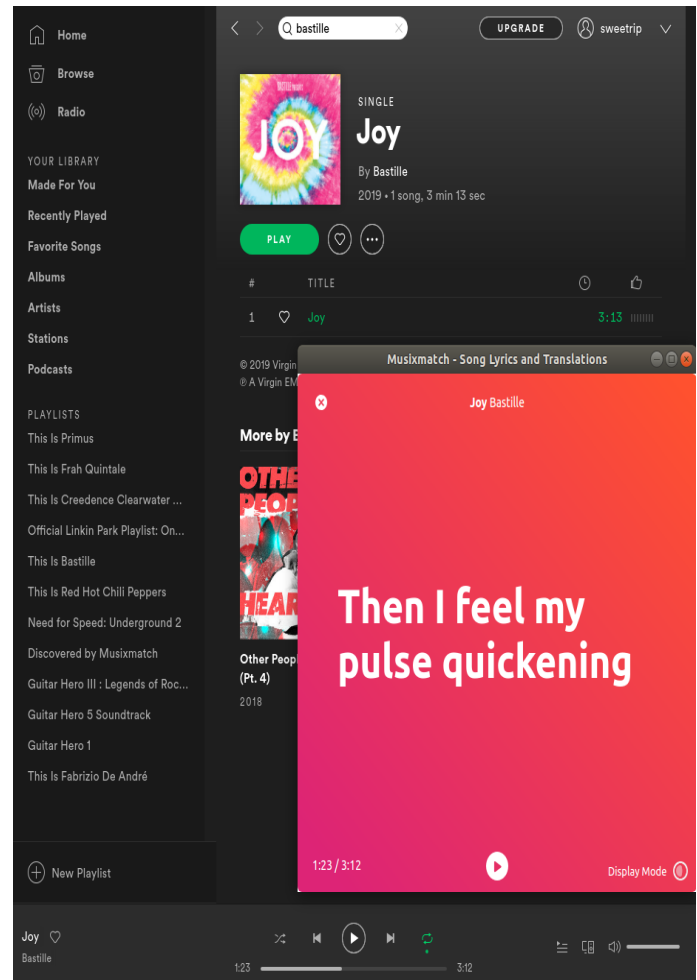 Home
Browse
Radio
YOUR LIBRARY
Made For You
Recently Played
Favorite Songs
Albums
Artists
Stations
Podcasts
PLAYLISTS
This Is Primus
This Is Frah Quintale
This Is Creedence Clearwater ...
Official Linkin Park Playlist: On...
This Is Bastille
This Is Red Hot Chili Peppers
Need for Speed: Underground 2
Discovered by Musixmatch
Guitar Hero III : Legends of Roc...
Guitar Hero 5 Soundtrack
Guitar Hero 1
This Is Fabrizio De André
New Playlist
bastille
UPGRADE
sweetrip
JOY
SINGLE
Joy
By Bastille
2019 • 1 song, 3 min 13 sec
PLAY
# TITLE
1 Joy 3:13
© 2019 Virgin
℗ A Virgin EM
More by
OTHE
PEOP
HEAR
Other Peopl
(Pt. 4)
2018
Musixmatch - Song Lyrics and Translations
Joy Bastille
Then I feel my
pulse quickening
1:23 / 3:12
Display Mode
Joy
Bastille
1:23
3:12